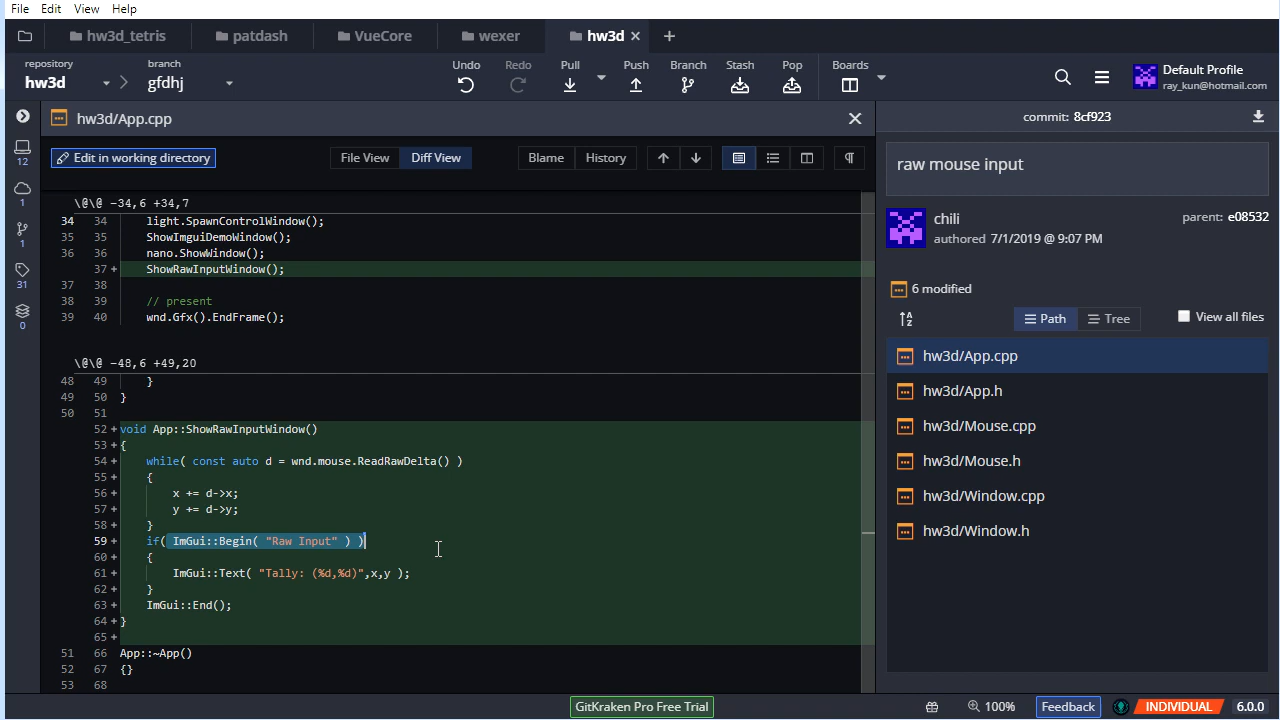 File Edit View Help
hw3d_tetris patdash VueCore wexer hw3d
repository branch
hw3d gfdhj
Undo Redo Pull Push Branch Stash Pop Boards
Default Profile
ray_kun@hotmail.com
hw3d/App.cpp
Edit in working directory File View Diff View Blame History
12
1
1
31
0
\@\@ -34,6 +34,7
34 34 light.SpawnControlWindow();
35 35 ShowImguiDemoWindow();
36 36 nano.ShowWindow();
37 + ShowRawInputWindow();
37 38
38 39 // present
39 40 wnd.Gfx().EndFrame();
\@\@ -48,6 +49,20
48 49 }
49 50 }
50 51
52 + void App::ShowRawInputWindow()
53 + {
54 + while( const auto d = wnd.mouse.ReadRawDelta() )
55 + {
56 + x += d->x;
57 + y += d->y;
58 + }
59 + if( ImGui::Begin( "Raw Input" ) )
60 + {
61 + ImGui::Text( "Tally: (%d,%d)",x,y );
62 + }
63 + ImGui::End();
64 + }
65 +
51 66 App::~App()
52 67 {}
53 68
commit: 8cf923
raw mouse input
chili
authored 7/1/2019 @ 9:07 PM
parent: e08532
6 modified
Path Tree View all files
hw3d/App.cpp
hw3d/App.h
hw3d/Mouse.cpp
hw3d/Mouse.h
hw3d/Window.cpp
hw3d/Window.h
GitKraken Pro Free Trial 100% Feedback INDIVIDUAL 6.0.0